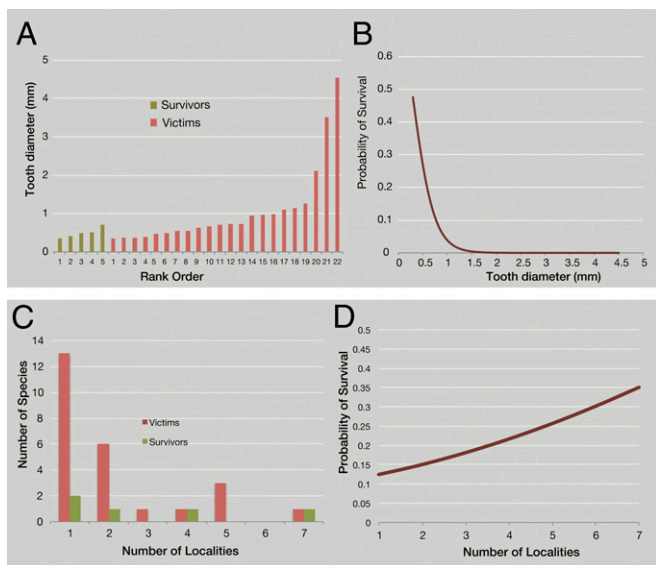 A
Tooth diameter (mm)
5
4
3
2
1
0
Survivors
Victims
1 2 3 4 5 1 2 3 4 5 6 7 8 9 10 11 12 13 14 15 16 17 18 19 20 21 22
Rank Order
B
Probability of Survival
0.6
0.5
0.4
0.3
0.2
0.1
0
0 0.5 1 1.5 2 2.5 3 3.5 4 4.5 5
Tooth diameter (mm)
C
Number of Species
14
12
10
8
6
4
2
0
Victims
Survivors
1 2 3 4 5 6 7
Number of Localities
D
Probability of Survival
0.5
0.45
0.4
0.35
0.3
0.25
0.2
0.15
0.1
0.05
0
1 2 3 4 5 6 7
Number of Localities